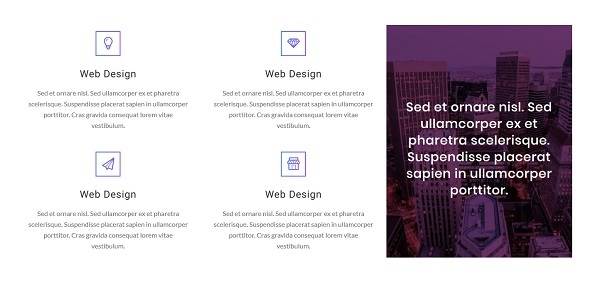 Web Design
Sed et ornare nisl. Sed ullamcorper ex et pharetra
scelerisque. Suspendisse placerat sapien in ullamcorper
porttitor. Cras gravida consequat lorem vitae
vestibulum.
Web Design
Sed et ornare nisl. Sed ullamcorper ex et pharetra
scelerisque. Suspendisse placerat sapien in ullamcorper
porttitor. Cras gravida consequat lorem vitae
vestibulum.
Web Design
Sed et ornare nisl. Sed ullamcorper ex et pharetra
scelerisque. Suspendisse placerat sapien in ullamcorper
porttitor. Cras gravida consequat lorem vitae
vestibulum.
Web Design
Sed et ornare nisl. Sed ullamcorper ex et pharetra
scelerisque. Suspendisse placerat sapien in ullamcorper
porttitor. Cras gravida consequat lorem vitae
vestibulum.
Sed et ornare nisl. Sed
ullamcorper ex et
pharetra scelerisque.
Suspendisse placerat
sapien in ullamcorper
porttitor.